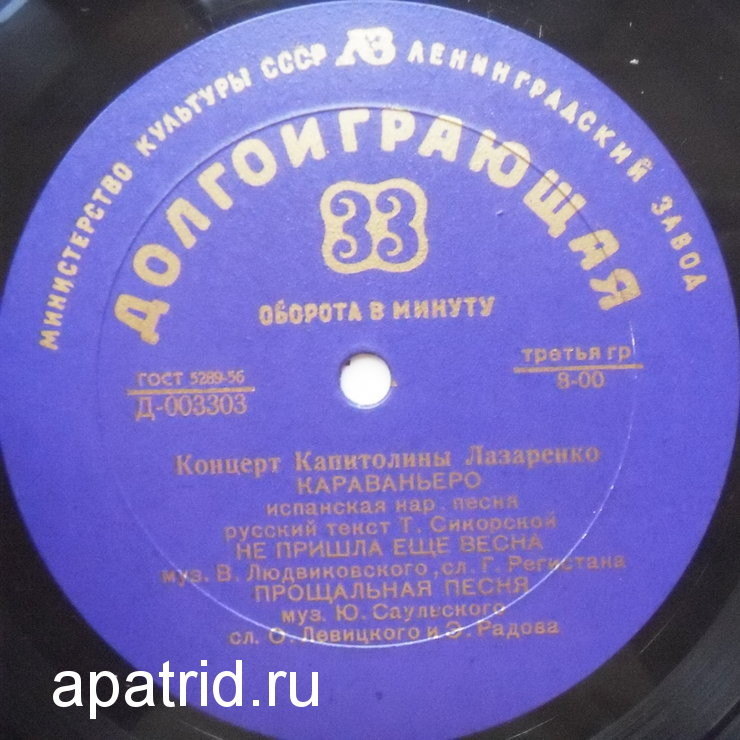 МИНИСТЕРСТВО КУЛЬТУРЫ СССР ЛЗ ЛЕНИНГРАДСКИЙ ЗАВОД
ДОЛГОИГРАЮЩАЯ
33
ОБОРОТА В МИНУТУ
ГОСТ 5289-56
Д-003303
третья гр
8-00
Концерт Капитолины Лазаренко
КАРАВАНЬЕРО
испанская нар. песня
русский текст Т. Сикорской
НЕ ПРИШЛА ЕЩЕ ВЕСНА
муз. В. Людвиковского, сл. Г. Регистана
ПРОЩАЛЬНАЯ ПЕСНЯ
муз. Ю. Саульского
сл. О. Левицкого и Э. Радова
apatrid.ru